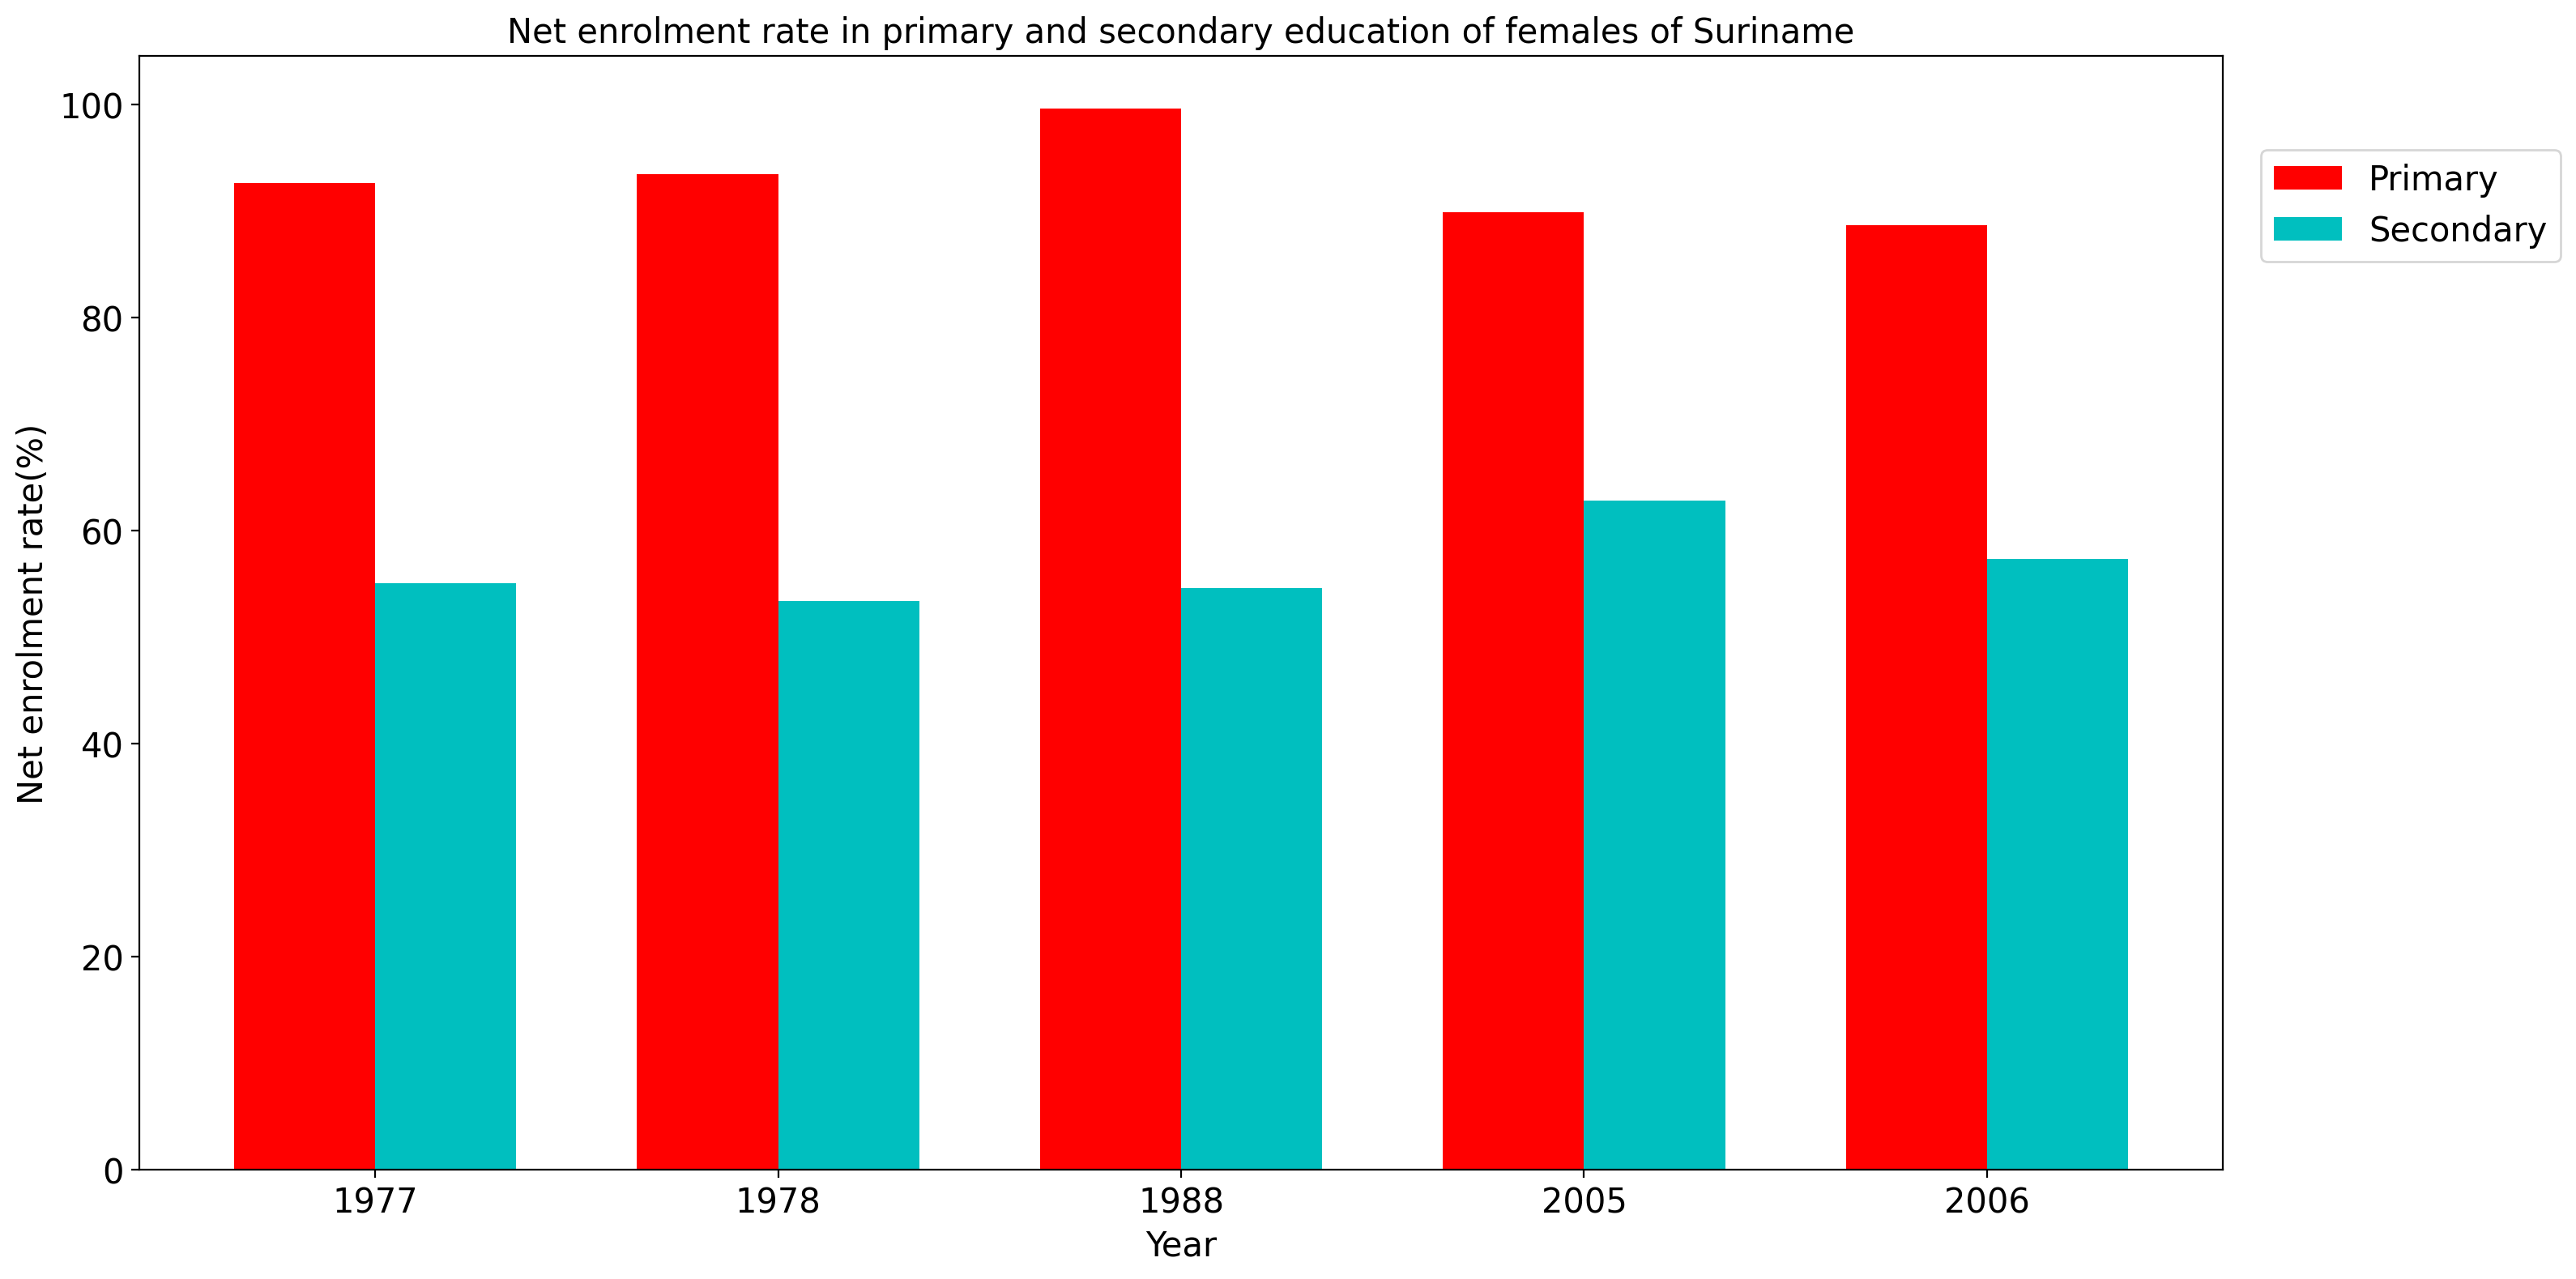 Net enrolment rate in primary and secondary education of females of Suriname
Net enrolment rate(%)
100
80
60
40
20
0
1977 1978 1988 2005 2006
Year
Primary
Secondary